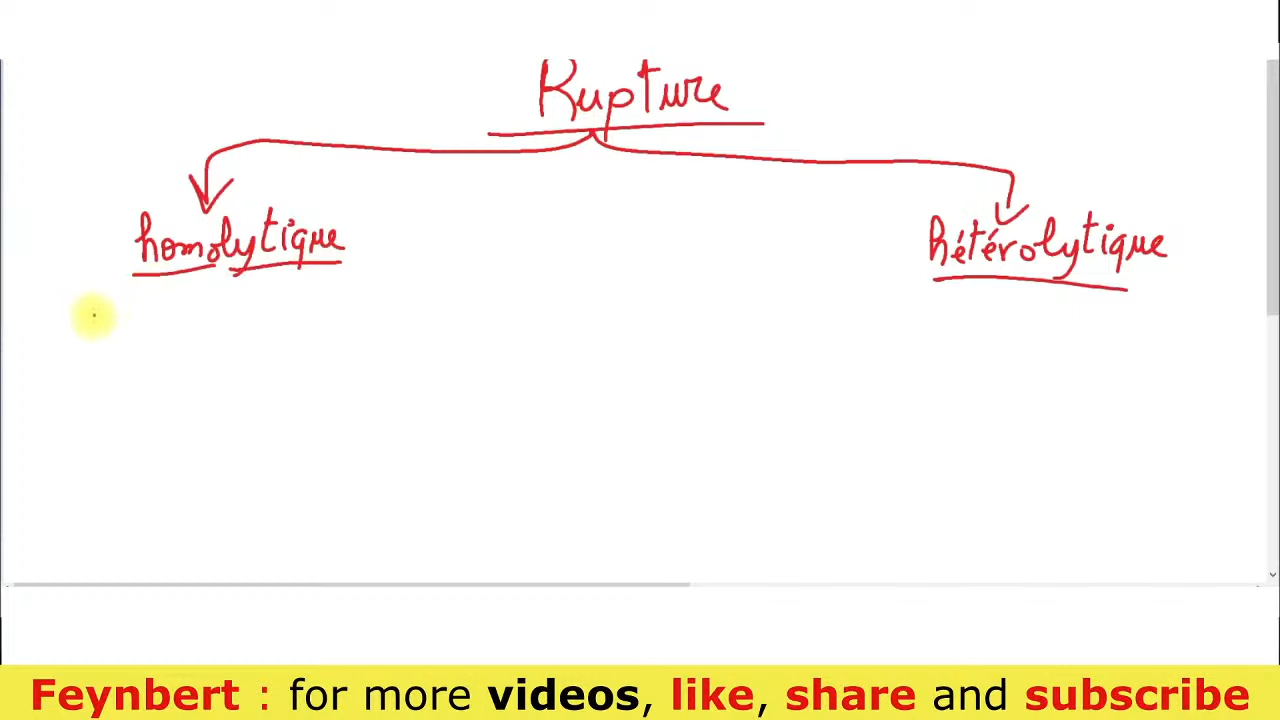 Rupture
homolytique
hétérolytique
Feynbert : for more videos, like, share and subscribe